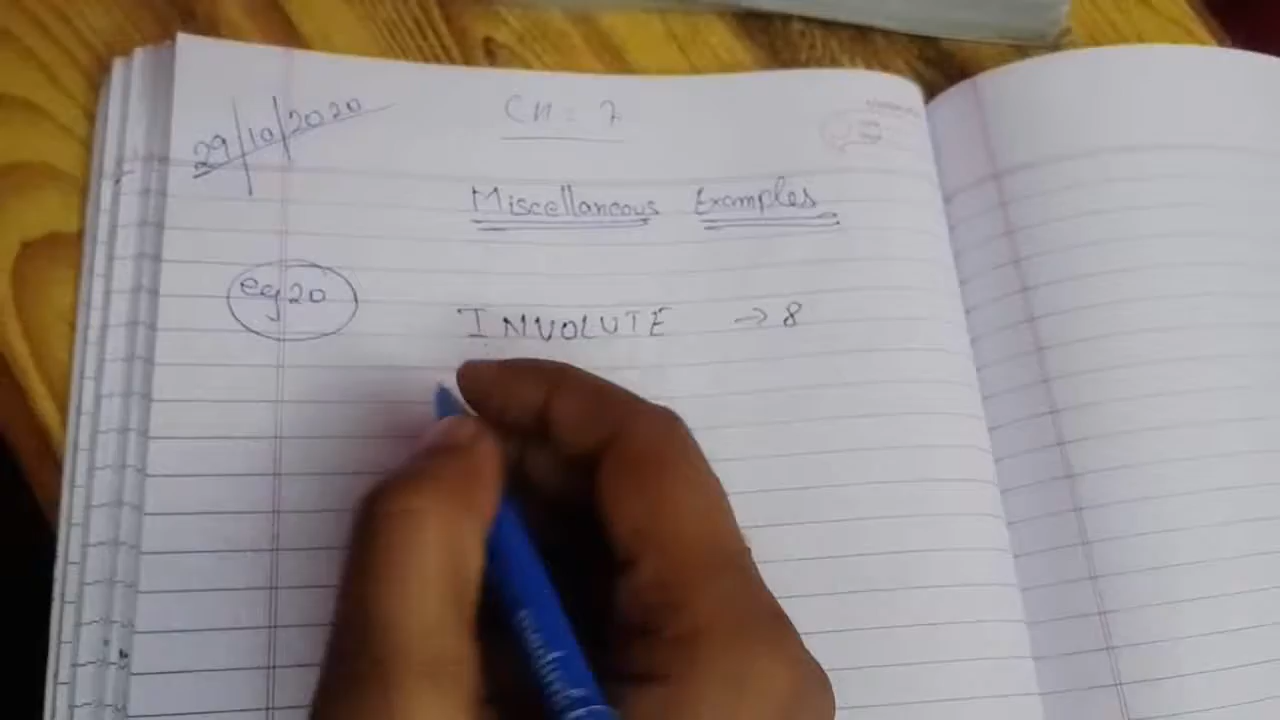 29/10/2020
CH = 7
Miscellaneous Examples
eg 20
INVOLUTE → 8